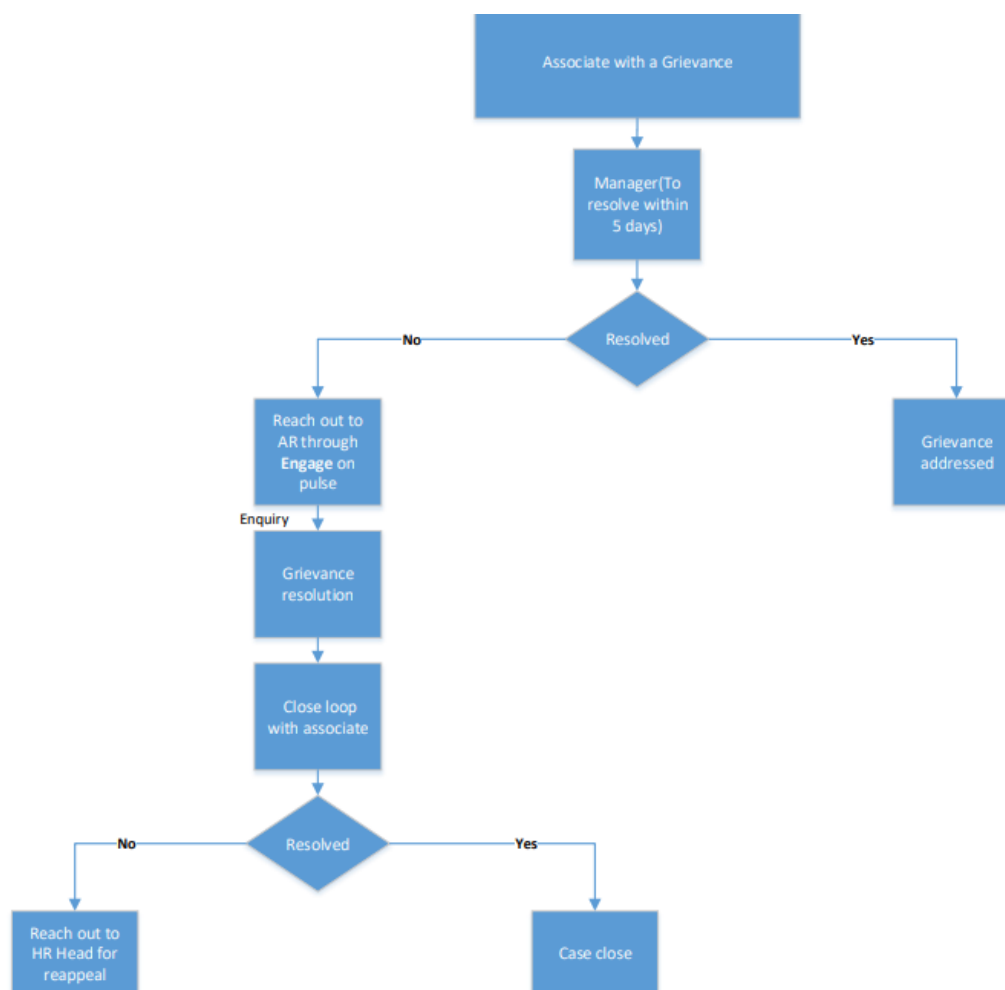 Associate with a Grievance
Manager(To
resolve within
5 days)
Resolved
No
Yes
Reach out to
AR through
Engage on
pulse
Grievance
addressed
Enquiry
Grievance
resolution
Close loop
with associate
Resolved
No
Yes
Reach out to
HR Head for
reappeal
Case close